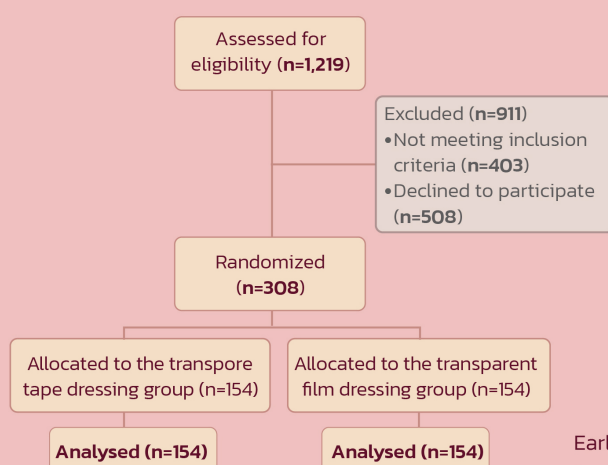 Assessed for
eligibility (n=1,219)
Excluded (n=911)
•Not meeting inclusion
criteria (n=403)
•Declined to participate
(n=508)
Randomized
(n=308)
Allocated to the transpore
tape dressing group (n=154)
Allocated to the transparent
film dressing group (n=154)
Analysed (n=154)
Analysed (n=154)